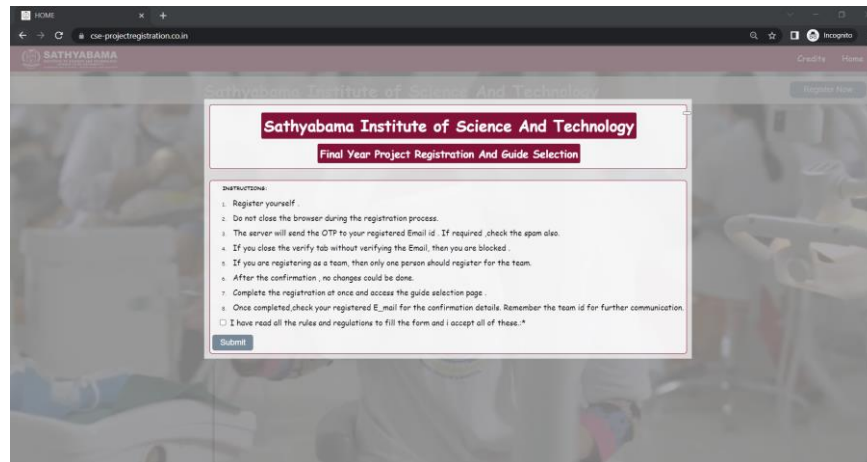 HOME
cse-projectregistration.co.in
Incognito
SATHYABAMA
Credits Home
Sathyabama Institute of Science And Technology
Register Now
Sathyabama Institute of Science And Technology
Final Year Project Registration And Guide Selection
INSTRUCTIONS:
1. Register yourself .
2. Do not close the browser during the registration process.
3. The server will send the OTP to your registered Email id . If required ,check the spam also.
4. If you close the verify tab without verifying the Email, then you are blocked .
5. If you are registering as a team, then only one person should register for the team.
6. After the confirmation , no changes could be done.
7. Complete the registration at once and access the guide selection page .
8. Once completed,check your registered E_mail for the confirmation details. Remember the team id for further communication.
I have read all the rules and regulations to fill the form and i accept all of these.:*
Submit